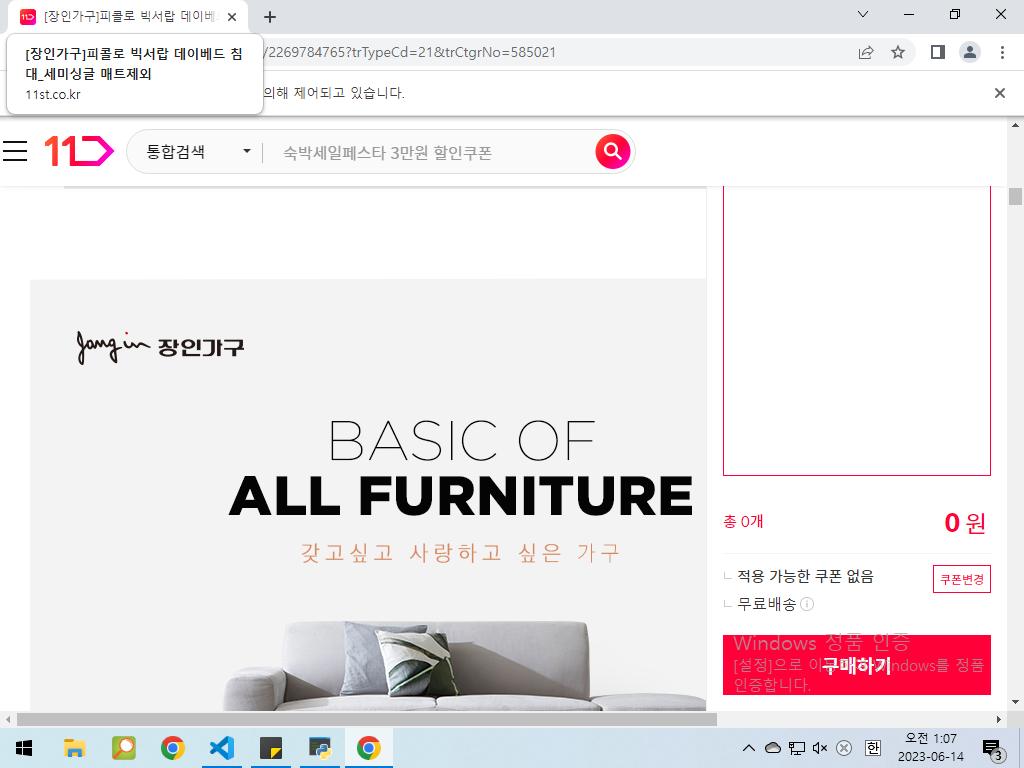 [장인가구]피콜로 빅서랍 데이베드
[장인가구]피콜로 빅서랍 데이베드 침
대_세미싱글 매트제외
11st.co.kr
/2269784765?trTypeCd=21&trCtgrNo=585021
의해 제어되고 있습니다.
11
통합검색
숙박세일페스타 3만원 할인쿠폰
Jang in 장인가구
BASIC OF
ALL FURNITURE
갖고싶고 사랑하고 싶은 가구
총 0개
0 원
적용 가능한 쿠폰 없음
쿠폰변경
무료배송
구매하기
Windows 정품 인증
[설정]으로 이 Windows를 정품
인증합니다.
한
오전 1:07
2023-06-14
3